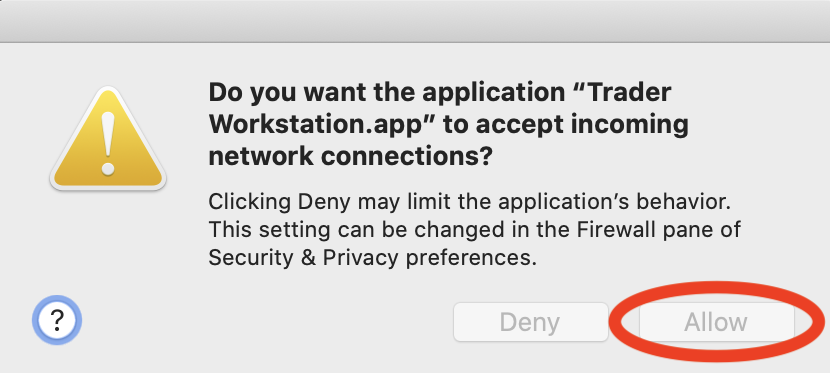 Do you want the application “Trader
Workstation.app” to accept incoming
network connections?
Clicking Deny may limit the application’s behavior.
This setting can be changed in the Firewall pane of
Security & Privacy preferences.
?
Deny
Allow